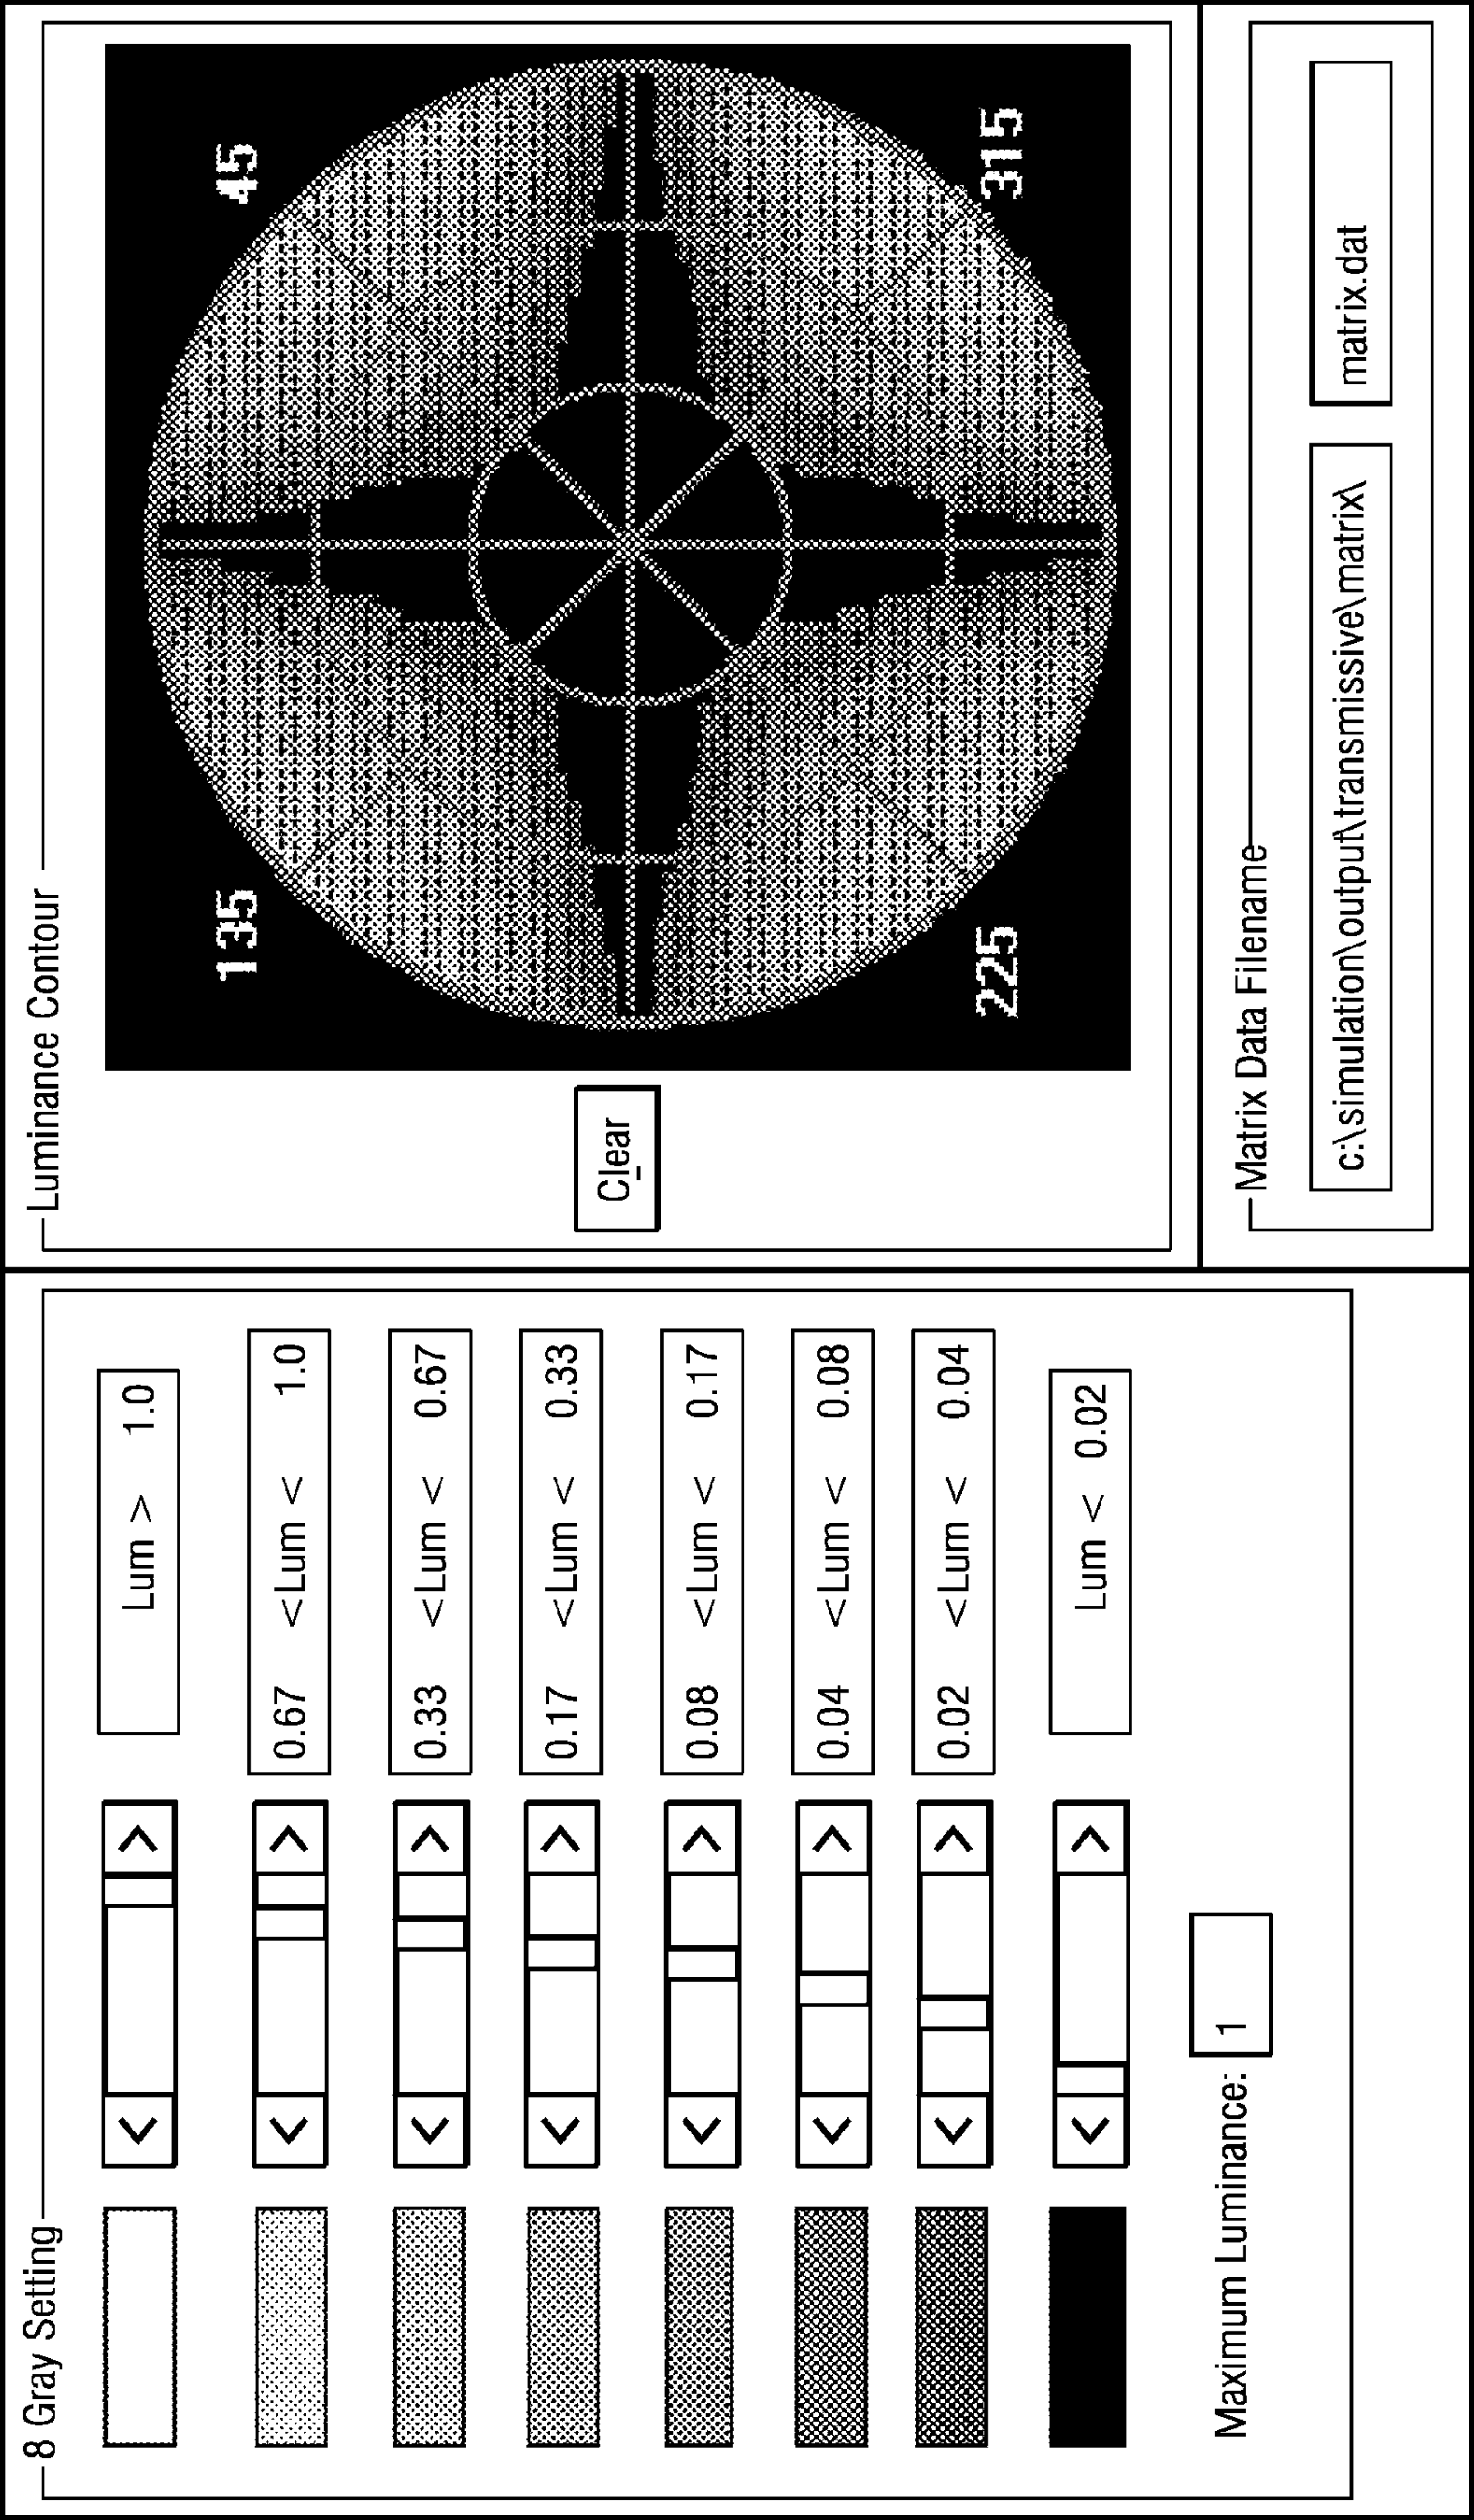 8 Gray Setting
Lum > 1.0
0.67 <Lum < 1.0
0.33 <Lum < 0.67
0.17 <Lum < 0.33
0.08 <Lum < 0.17
0.04 <Lum < 0.08
0.02 <Lum < 0.04
Lum < 0.02
Maximum Luminance: 1
Luminance Contour
135 45
Clear
225 315
Matrix Data Filename
c:\simulation\output\transmissive\matrix\ matrix.dat